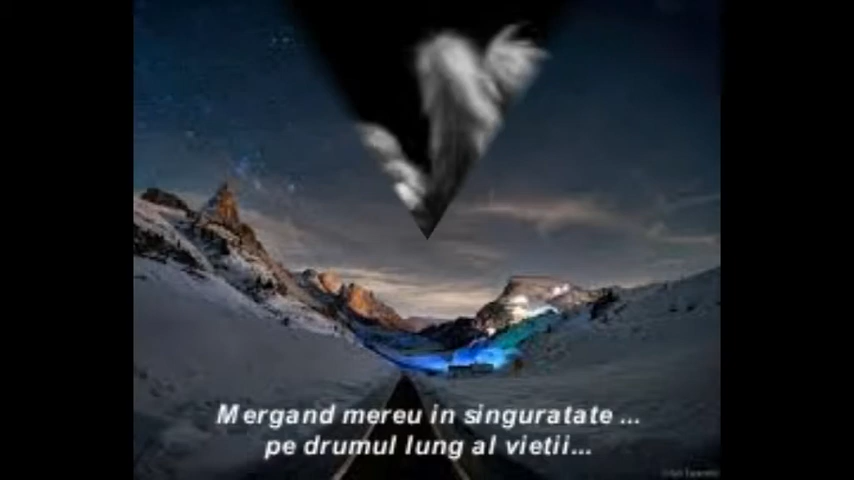 Mergand mereu in singuratate ...
pe drumul lung al vietii...